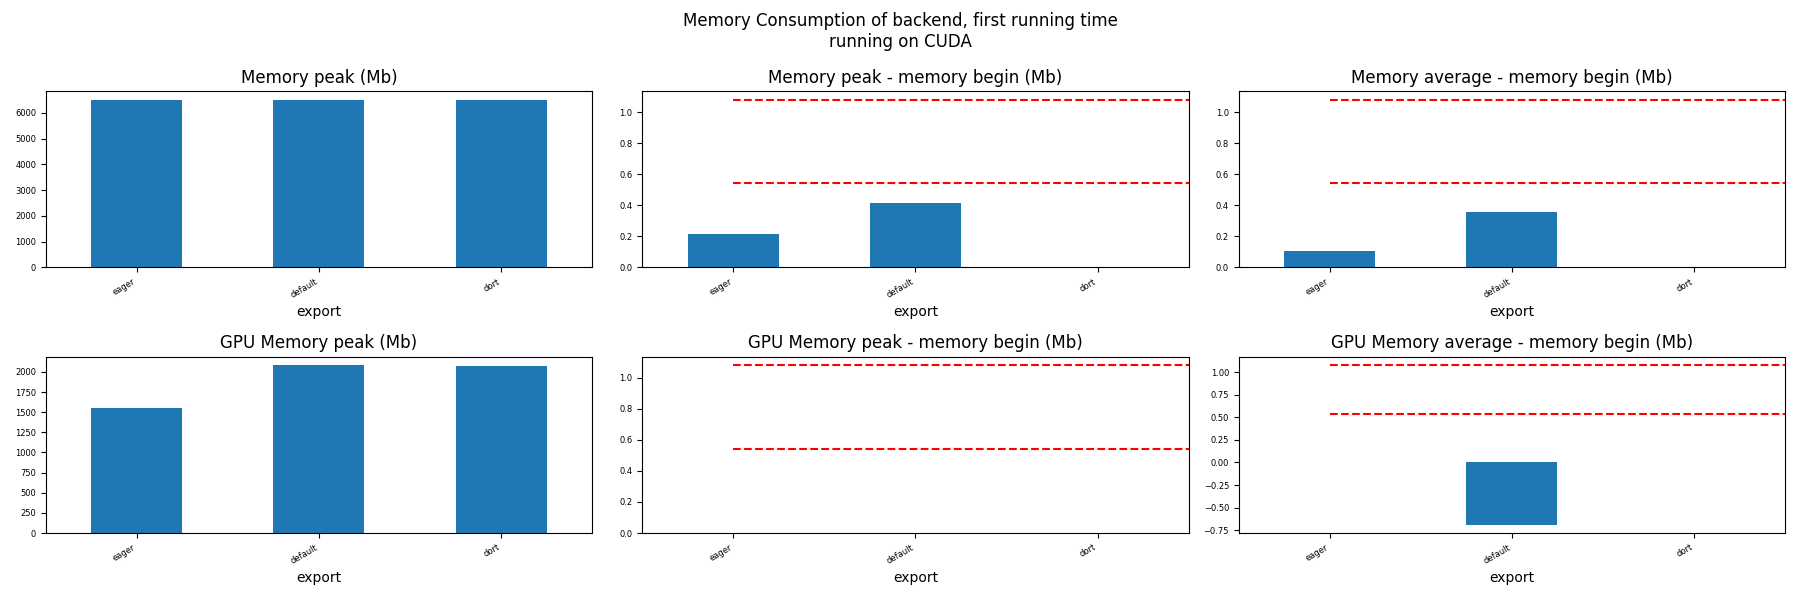 Memory Consumption of backend, first running time
running on CUDA
Memory peak (Mb)
6000
5000
4000
3000
2000
1000
0
eager
default
dort
export
Memory peak - memory begin (Mb)
1.0
0.8
0.6
0.4
0.2
0.0
eager
default
dort
export
Memory average - memory begin (Mb)
1.0
0.8
0.6
0.4
0.2
0.0
eager
default
dort
export
GPU Memory peak (Mb)
2000
1750
1500
1250
1000
750
500
250
0
eager
default
dort
export
GPU Memory peak - memory begin (Mb)
1.0
0.8
0.6
0.4
0.2
0.0
eager
default
dort
export
GPU Memory average - memory begin (Mb)
1.00
0.75
0.50
0.25
0.00
−0.25
−0.50
−0.75
eager
default
dort
export